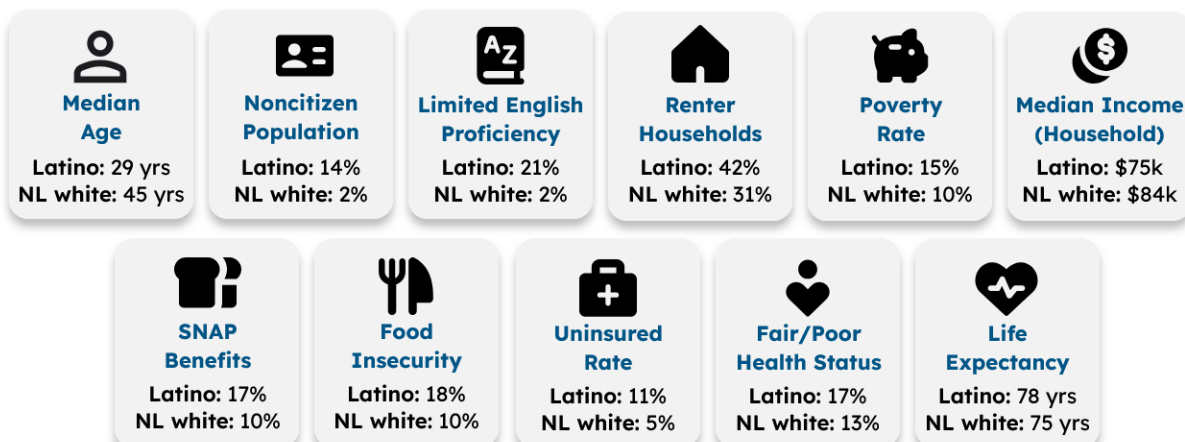 AZ
$
Median
Age
Latino: 29 yrs
NL white: 45 yrs
Noncitizen
Population
Latino: 14%
NL white: 2%
Limited English
Proficiency
Latino: 21%
NL white: 2%
Renter
Households
Latino: 42%
NL white: 31%
Poverty
Rate
Latino: 15%
NL white: 10%
Median Income
(Household)
Latino: $75k
NL white: $84k
SNAP
Benefits
Latino: 17%
NL white: 10%
Food
Insecurity
Latino: 18%
NL white: 10%
Uninsured
Rate
Latino: 11%
NL white: 5%
Fair/Poor
Health Status
Latino: 17%
NL white: 13%
Life
Expectancy
Latino: 78 yrs
NL white: 75 yrs